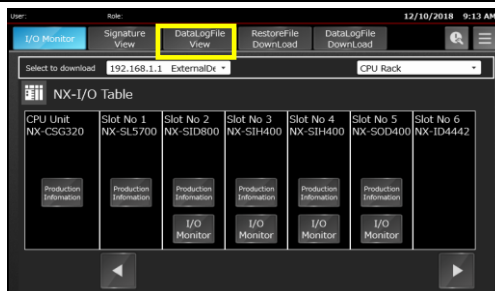 User:
Role:
12/10/2018 9:13 AM
I/O Monitor
Signature
View
DataLogFile
View
RestoreFile
DownLoad
DataLogFile
DownLoad
Select to download
192.168.1.1 ExternalDe
CPU Rack
NX-I/O Table
CPU Unit
NX-CSG320
Slot No 1
NX-SL5700
Slot No 2
NX-SID800
Slot No 3
NX-SIH400
Slot No 4
NX-SIH400
Slot No 5
NX-SOD400
Slot No 6
NX-ID4442
Production
Infomation
Production
Infomation
Production
Infomation
Production
Infomation
Production
Infomation
Production
Infomation
I/O
Monitor
I/O
Monitor
I/O
Monitor
I/O
Monitor